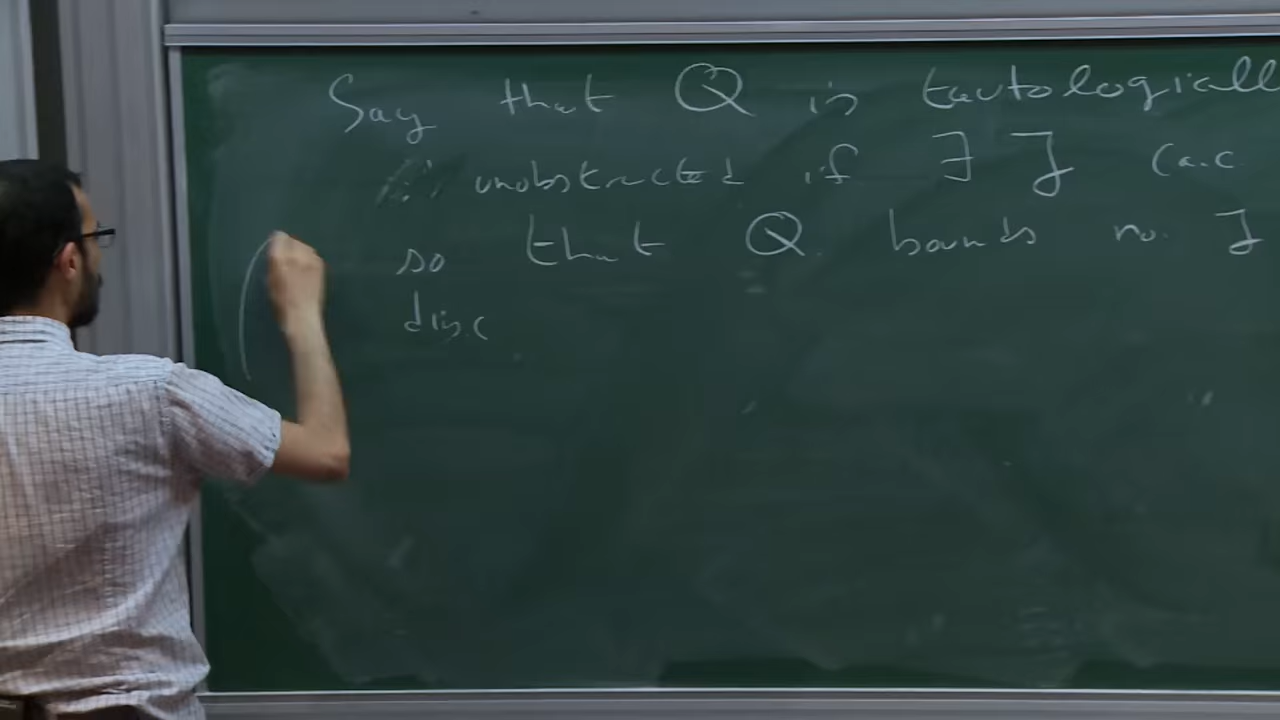 Say that Q is tautologicall
unobstructed if ∃ J (a.c
so that Q bounds no J
disc